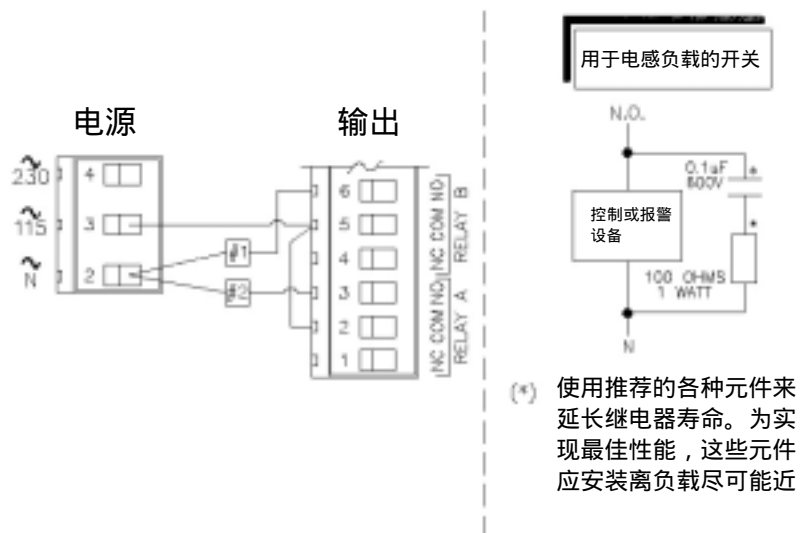 用于电感负载的开关
电源
输出
N.O.
~
230
4
~
115
3
~
N
2
#1
#2
6
5
4
3
2
1
NC COM NO
RELAY B
NC COM NO
RELAY A
0.1uF
600V
*
控制或报警
设备
*
100 OHMS
1 WATT
N
(*) 使用推荐的各种元件来
延长继电器寿命。为实
现最佳性能，这些元件
应安装离负载尽可能近